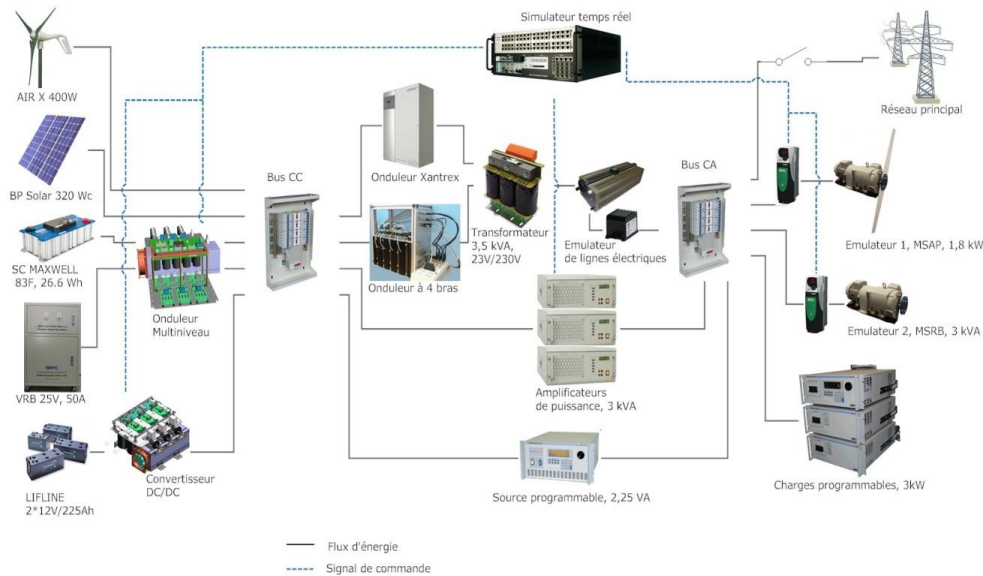 Simulateur temps réel
AIR X 400W
Réseau principal
BP Solar 320 Wc
Bus CC
Onduleur Xantrex
Bus CA
Transformateur
3,5 kVA,
23V/230V
SC MAXWELL
83F, 26.6 Wh
Onduleur à 4 bras
Emulateur
de lignes électriques
Emulateur 1, MSAP, 1,8 kW
Onduleur
Multiniveau
Emulateur 2, MSRB, 3 kVA
VRB 25V, 50A
Amplificateurs
de puissance, 3 kVA
Convertisseur
DC/DC
LIFLINE
2*12V/225Ah
Source programmable, 2,25 VA
Charges programmables, 3kW
Flux d'énergie
Signal de commande